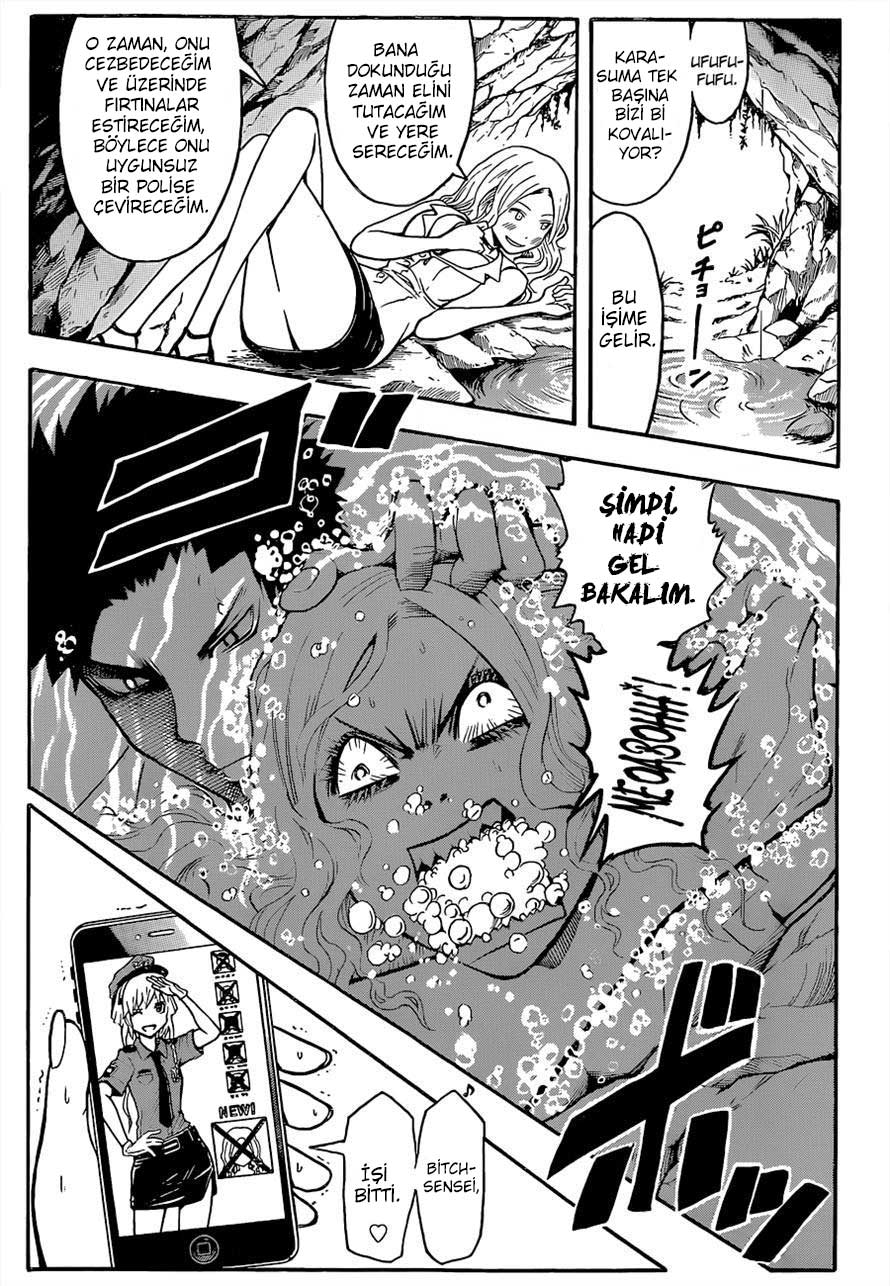 UFUFU-
FUFU.
KARA-
SUMA TEK
BAŞINA
BİZİ Bİ
KOVALI-
YOR?
BU
İŞİME
GELİR.
ピチョーン
BANA
DOKUNDUĞU
ZAMAN ELİNİ
TUTACAĞIM
VE YERE
SERECEĞİM.
O ZAMAN, ONU
CEZBEDECEĞİM
VE ÜZERİNDE
FIRTINALAR
ESTİRECEĞİM,
BÖYLECE ONU
UYGUNSUZ
BİR POLİSE
ÇEVİRECEĞİM.
ŞİMDİ,
HADİ
GEL
BAKALIM.
ゴボボ
BITCH-
SENSEI,
İŞİ
BİTTİ.
NEW!